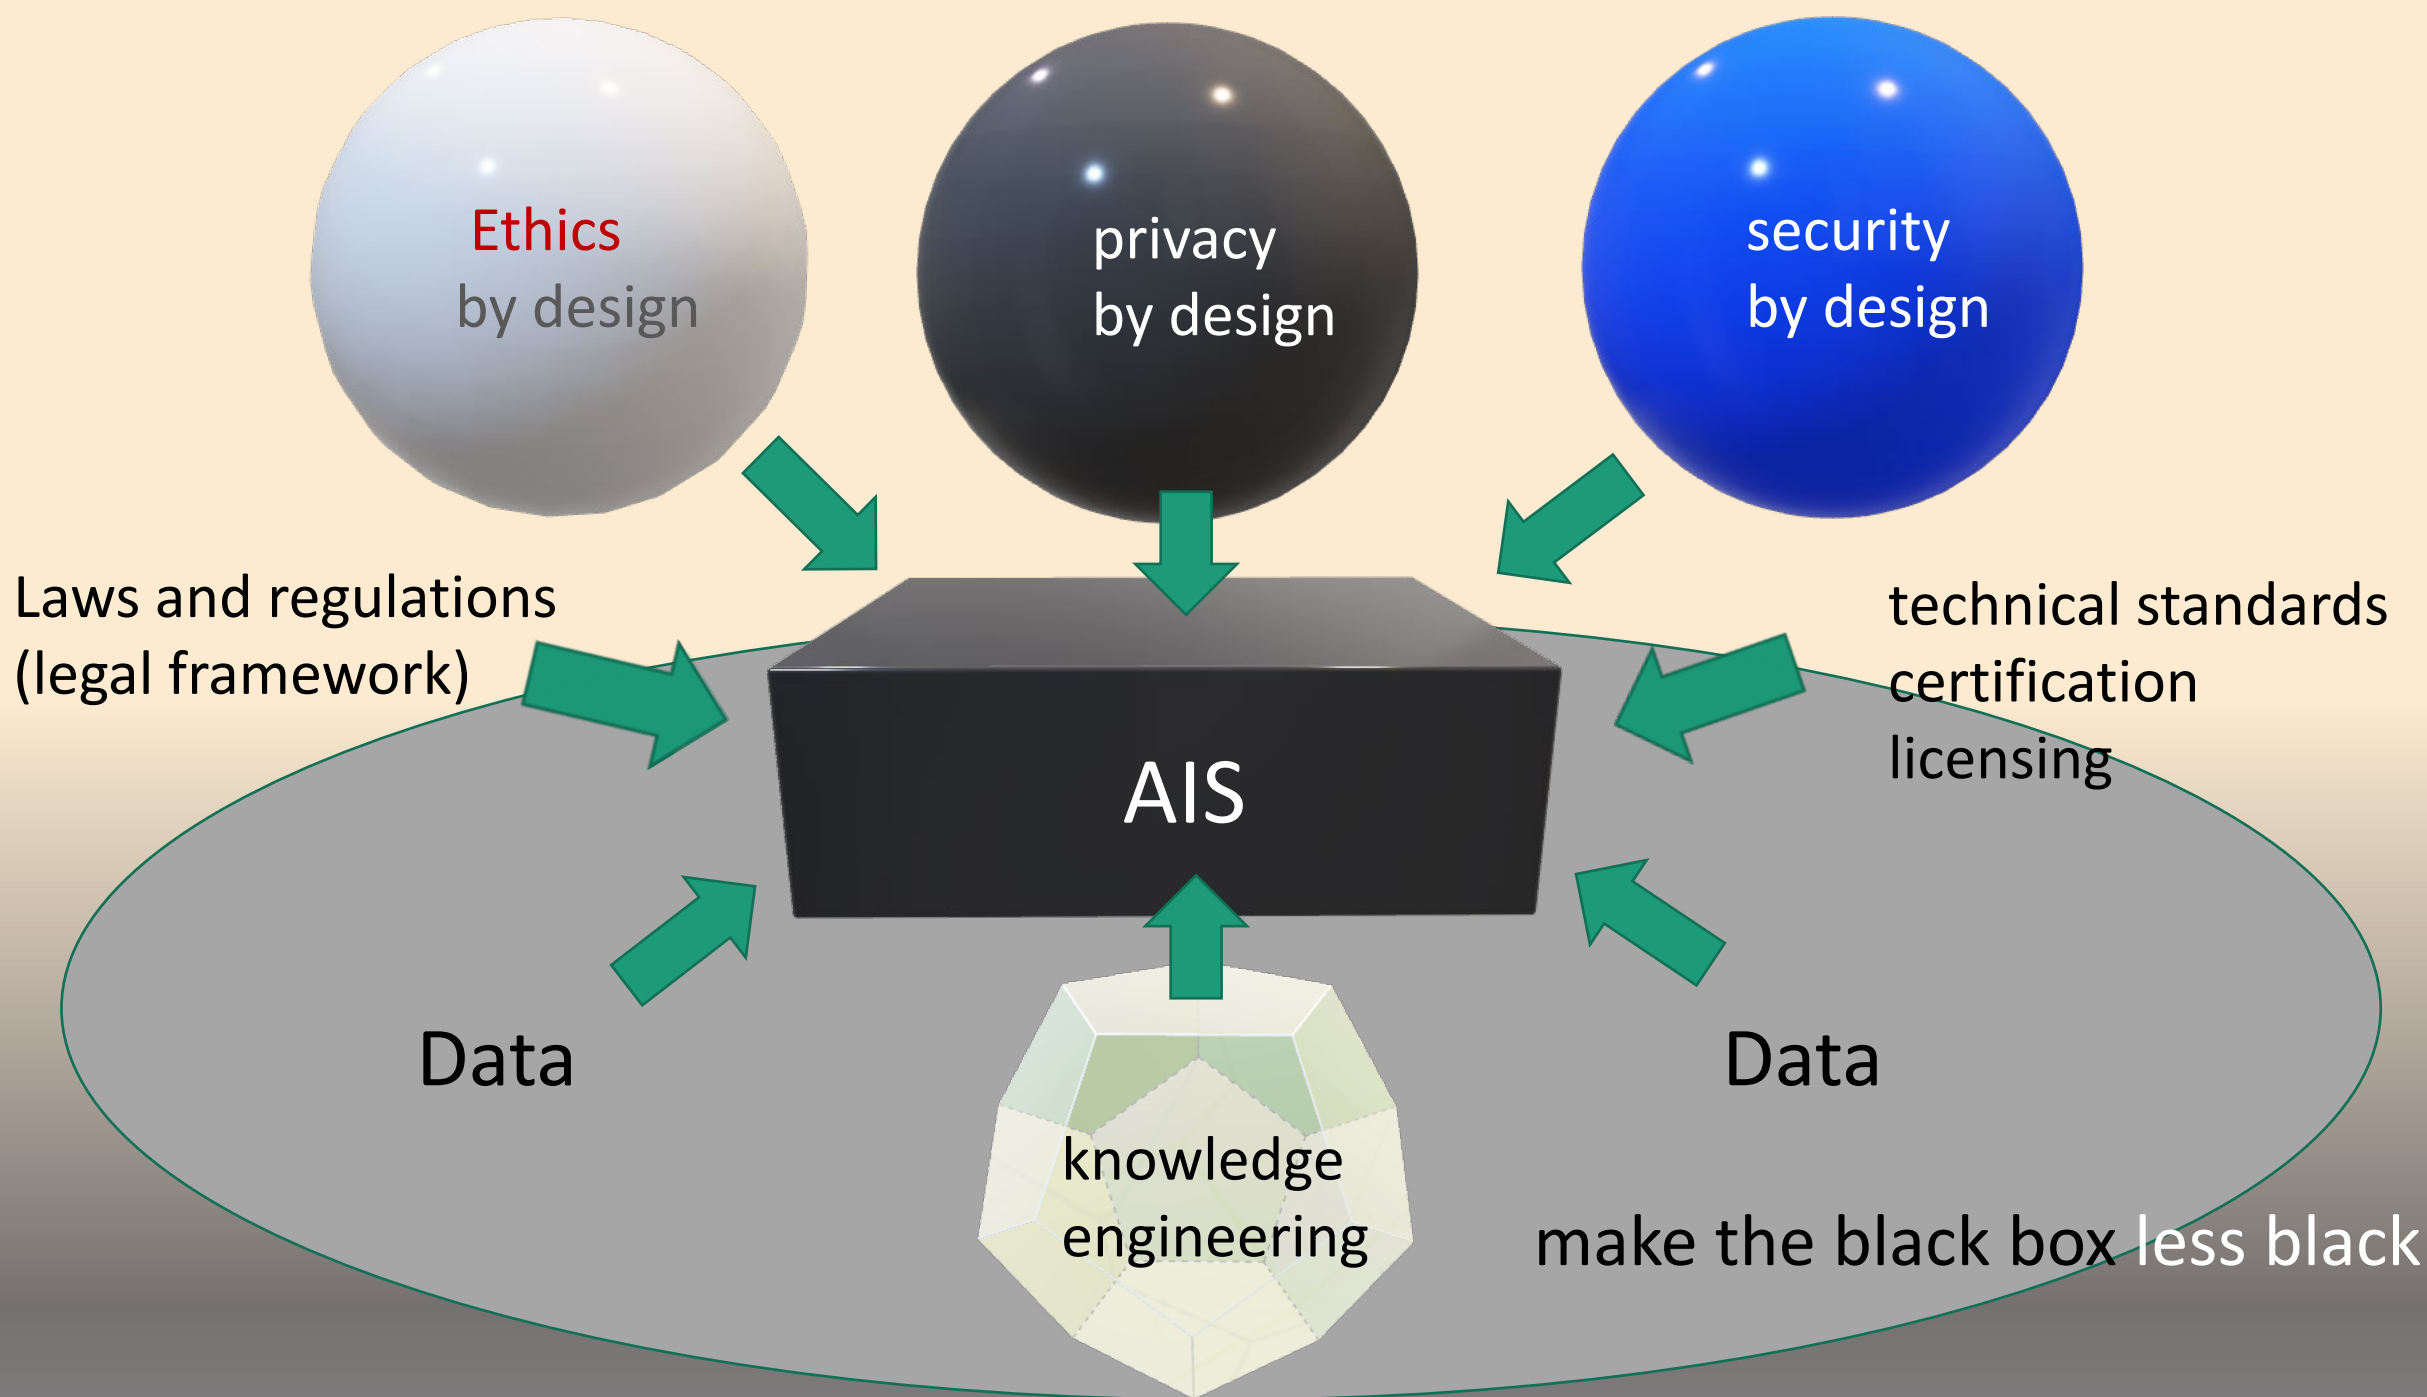 Ethics
by design
privacy
by design
security
by design
Laws and regulations
(legal framework)
technical standards
certification
licensing
AIS
Data
Data
knowledge
engineering
make the black box less black